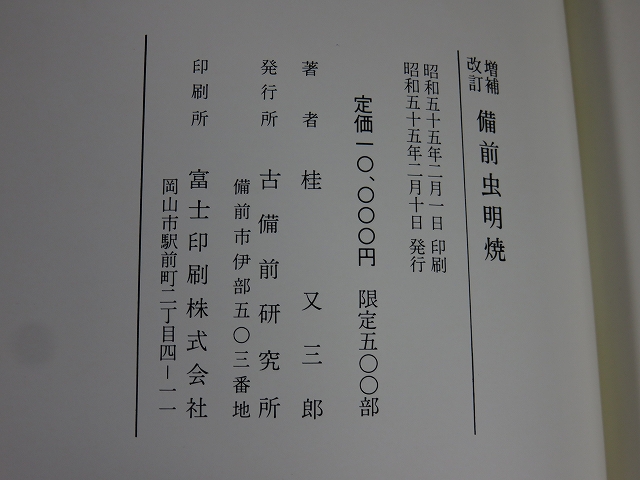 増補
改訂 備前虫明焼
昭和五十五年二月一日 印刷
昭和五十五年二月十日 発行
定価一〇、〇〇〇円 限定五〇〇部
著者 桂又三郎
発行所 古備前研究所
備前市伊部五〇三番地
印刷所 富士印刷株式会社
岡山市駅前町二丁目四ー一一